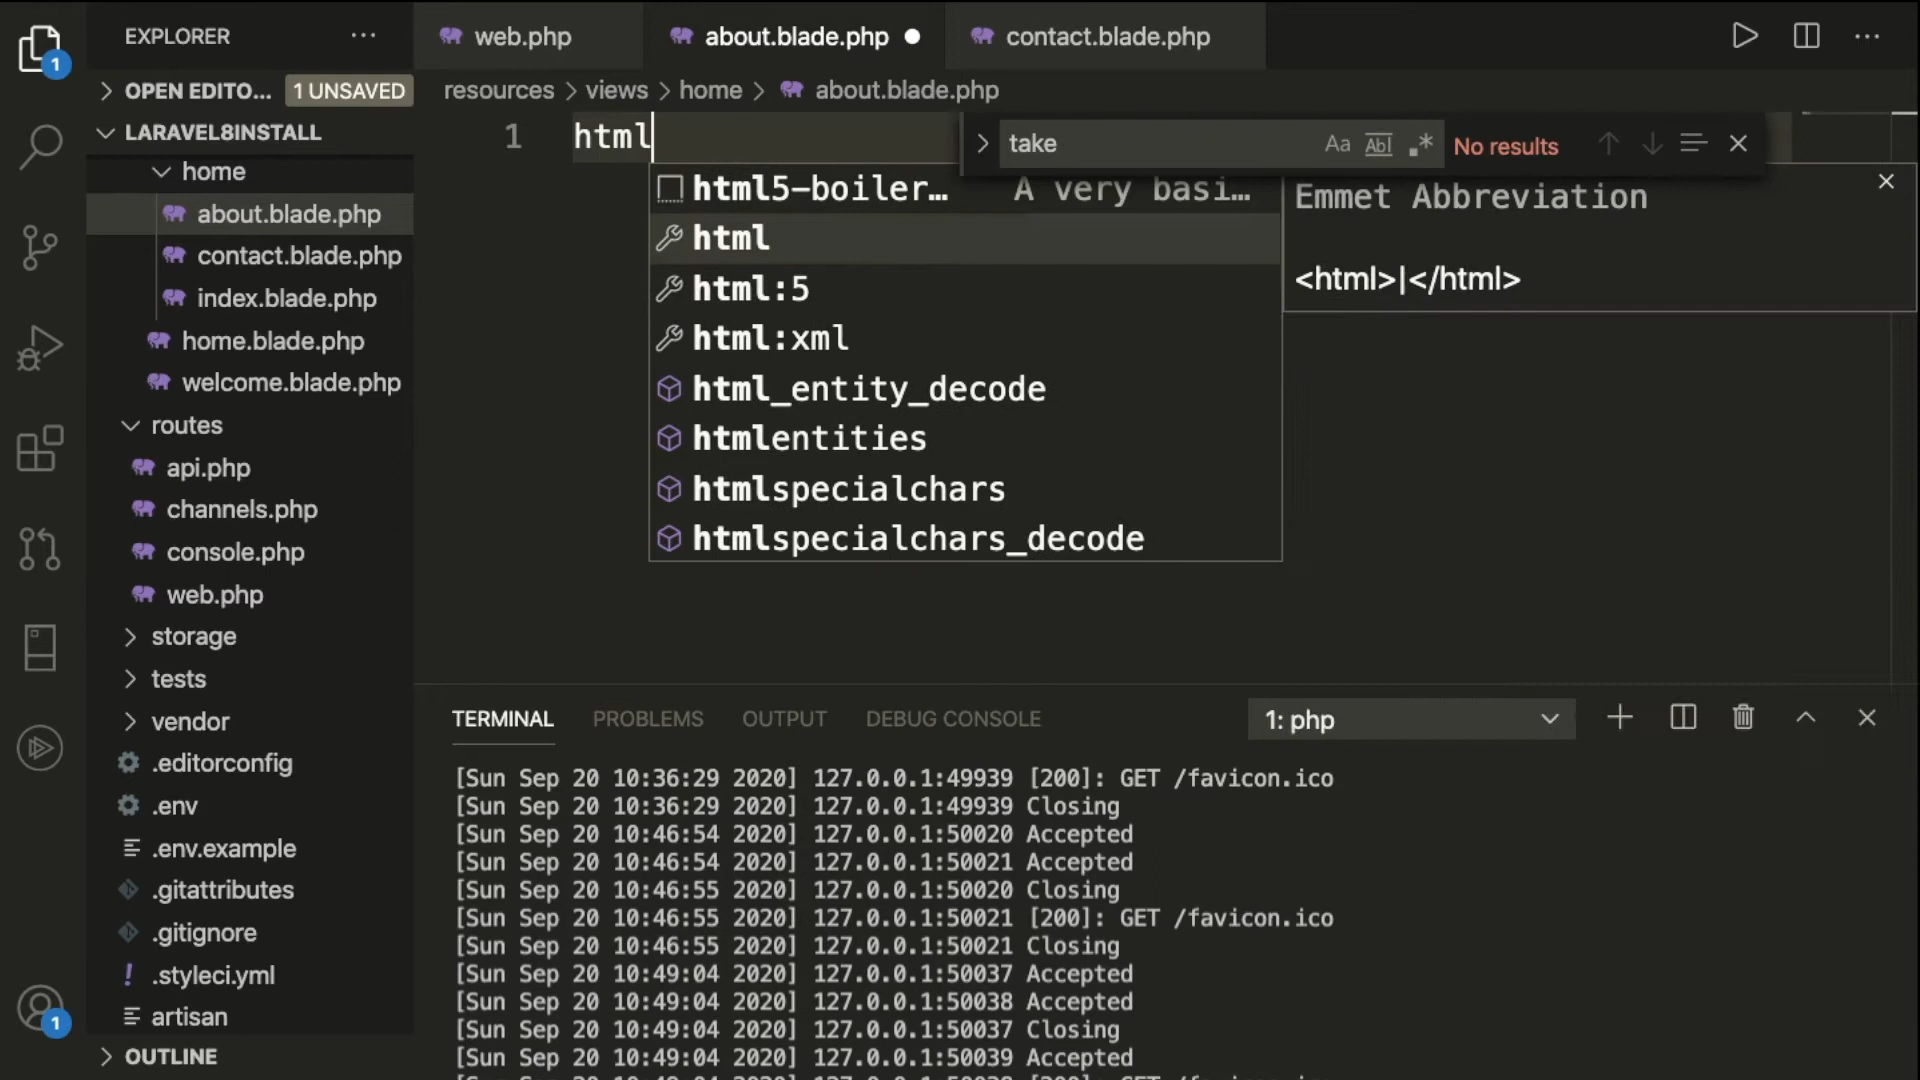 EXPLORER
web.php
about.blade.php
contact.blade.php
1
OPEN EDITO...
1 UNSAVED
resources
views
home
about.blade.php
LARAVEL8INSTALL
home
about.blade.php
contact.blade.php
index.blade.php
home.blade.php
welcome.blade.php
routes
api.php
channels.php
console.php
web.php
storage
tests
vendor
.editorconfig
.env
.env.example
.gitattributes
.gitignore
.styleci.yml
artisan
OUTLINE
1
1 html
take
Aa
Abl
No results
html5-boiler… A very basi…
html
html:5
html:xml
html_entity_decode
htmlentities
htmlspecialchars
htmlspecialchars_decode
Emmet Abbreviation
<html>|</html>
TERMINAL
PROBLEMS
OUTPUT
DEBUG CONSOLE
1: php
[Sun Sep 20 10:36:29 2020] 127.0.0.1:49939 [200]: GET /favicon.ico
[Sun Sep 20 10:36:29 2020] 127.0.0.1:49939 Closing
[Sun Sep 20 10:46:54 2020] 127.0.0.1:50020 Accepted
[Sun Sep 20 10:46:54 2020] 127.0.0.1:50021 Accepted
[Sun Sep 20 10:46:55 2020] 127.0.0.1:50020 Closing
[Sun Sep 20 10:46:55 2020] 127.0.0.1:50021 [200]: GET /favicon.ico
[Sun Sep 20 10:46:55 2020] 127.0.0.1:50021 Closing
[Sun Sep 20 10:49:04 2020] 127.0.0.1:50037 Accepted
[Sun Sep 20 10:49:04 2020] 127.0.0.1:50038 Accepted
[Sun Sep 20 10:49:04 2020] 127.0.0.1:50037 Closing
[Sun Sep 20 10:49:04 2020] 127.0.0.1:50039 Accepted